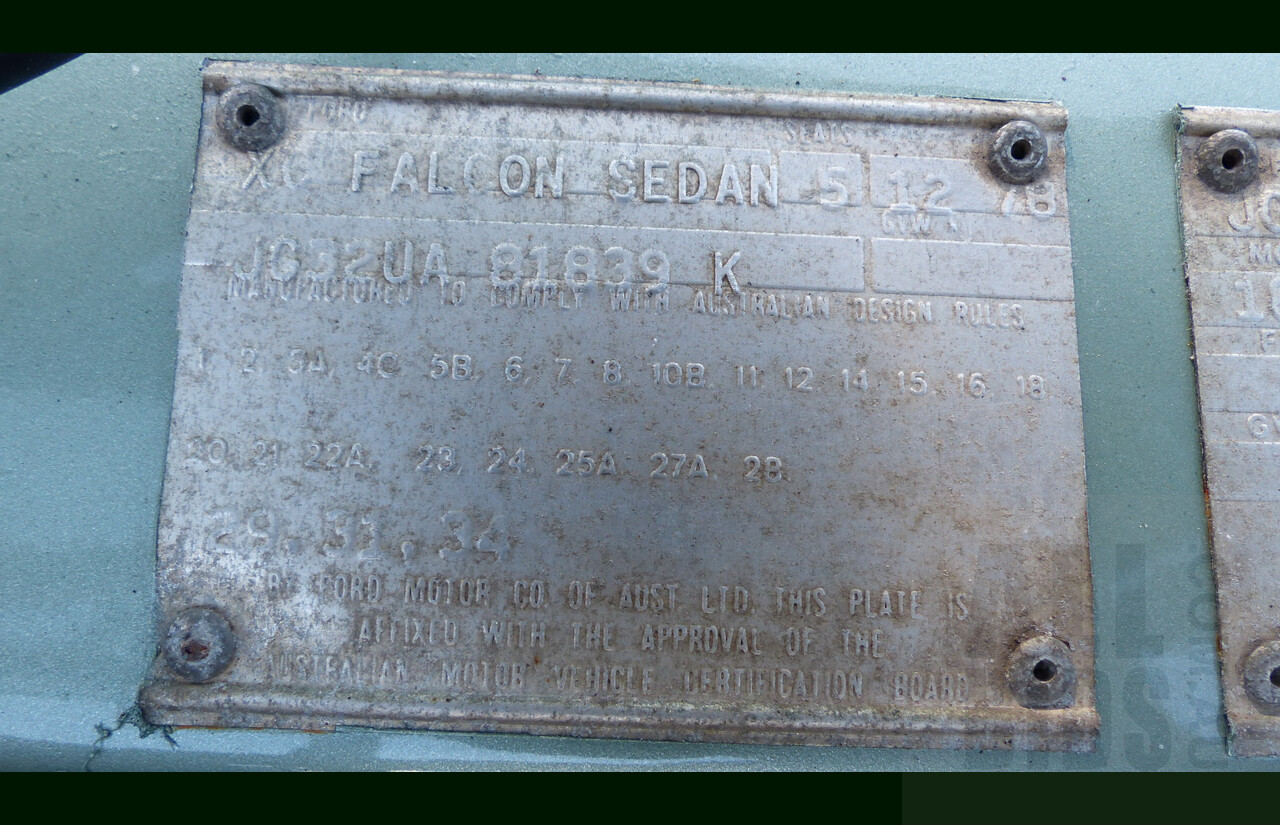 FORD SEATS
XC FALCON SEDAN 5 12 78
GVW
JC32UA 81839 K
MANUFACTURED TO COMPLY WITH AUSTRALIAN DESIGN RULES
1 2, 3A, 4C 5B, 6, 7, 8, 10B, 11, 12, 14, 15, 16, 18
20, 21 22A, 23, 24, 25A, 27A, 28.
29.31.34
BY FORD MOTOR CO. OF AUST. LTD. THIS PLATE IS
AFFIXED WITH THE APPROVAL OF THE
AUSTRALIAN MOTOR VEHICLE CERTIFICATION BOARD